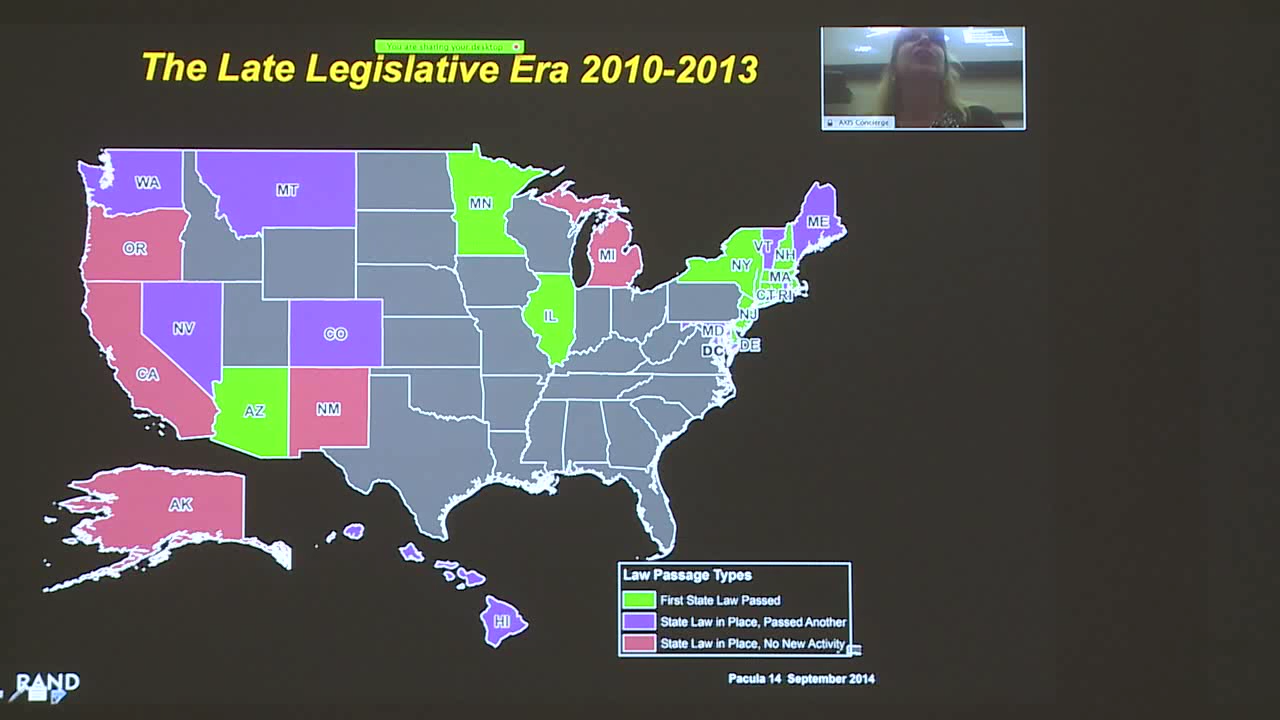 You are sharing your desktop
The Late Legislative Era 2010-2013
AXIS Concierge
WA
MT
MN
ME
OR
MI
VT
NH
NY
MA
CT
RI
NV
CO
IL
NJ
MD
DC
DE
CA
AZ
NM
AK
HI
Law Passage Types
First State Law Passed
State Law in Place, Passed Another
State Law in Place, No New Activity
RAND
Pacula 14 September 2014